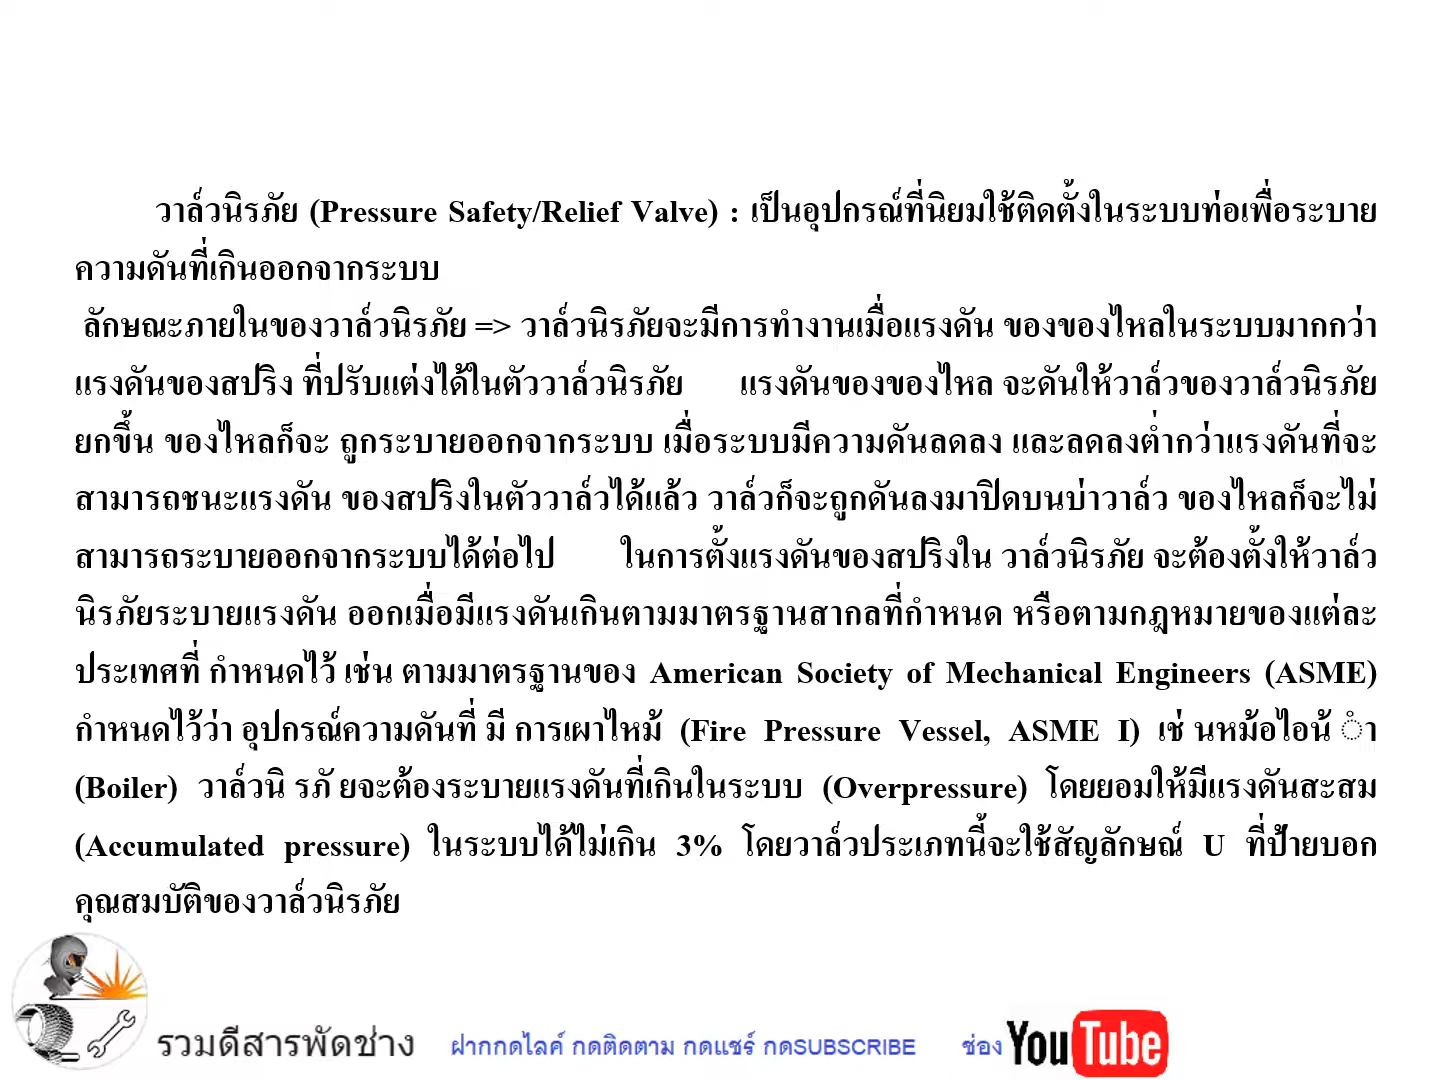 วาล์วนิรภัย (Pressure Safety/Relief Valve) : เป็นอุปกรณ์ที่นิยมใช้ติดตั้งในระบบท่อเพื่อระบาย
ความดันที่เกินออกจากระบบ
ลักษณะภายในของวาล์วนิรภัย => วาล์วนิรภัยจะมีการทำงานเมื่อแรงดัน ของของไหลในระบบมากกว่า
แรงดันของสปริง ที่ปรับแต่งได้ในตัววาล์วนิรภัย แรงดันของของไหล จะดันให้วาล์วของวาล์วนิรภัย
ยกขึ้น ของไหลก็จะ ถูกระบายออกจากระบบ เมื่อระบบมีความดันลดลง และลดลงต่ำกว่าแรงดันที่จะ
สามารถชนะแรงดัน ของสปริงในตัววาล์วได้แล้ว วาล์วก็จะถูกดันลงมาปิดบนบ่าวาล์ว ของไหลก็จะไม่
สามารถระบายออกจากระบบได้ต่อไป ในการตั้งแรงดันของสปริงใน วาล์วนิรภัย จะต้องตั้งให้วาล์ว
นิรภัยระบายแรงดัน ออกเมื่อมีแรงดันเกินตามมาตรฐานสากลที่กำหนด หรือตามกฎหมายของแต่ละ
ประเทศที่ กำหนดไว้ เช่น ตามมาตรฐานของ American Society of Mechanical Engineers (ASME)
กำหนดไว้ว่า อุปกรณ์ความดันที่ มี การเผาไหม้ (Fire Pressure Vessel, ASME I) เช่ นหม้อไอน้ ำ
(Boiler) วาล์วนิ รภั ยจะต้องระบายแรงดันที่เกินในระบบ (Overpressure) โดยยอมให้มีแรงดันสะสม
(Accumulated pressure) ในระบบได้ไม่เกิน 3% โดยวาล์วประเภทนี้จะใช้สัญลักษณ์ U ที่ป้ายบอก
คุณสมบัติของวาล์วนิรภัย
รวมดีสารพัดช่าง ฝากกดไลค์ กดติดตาม กดแชร์ กดSUBSCRIBE ช่อง YouTube